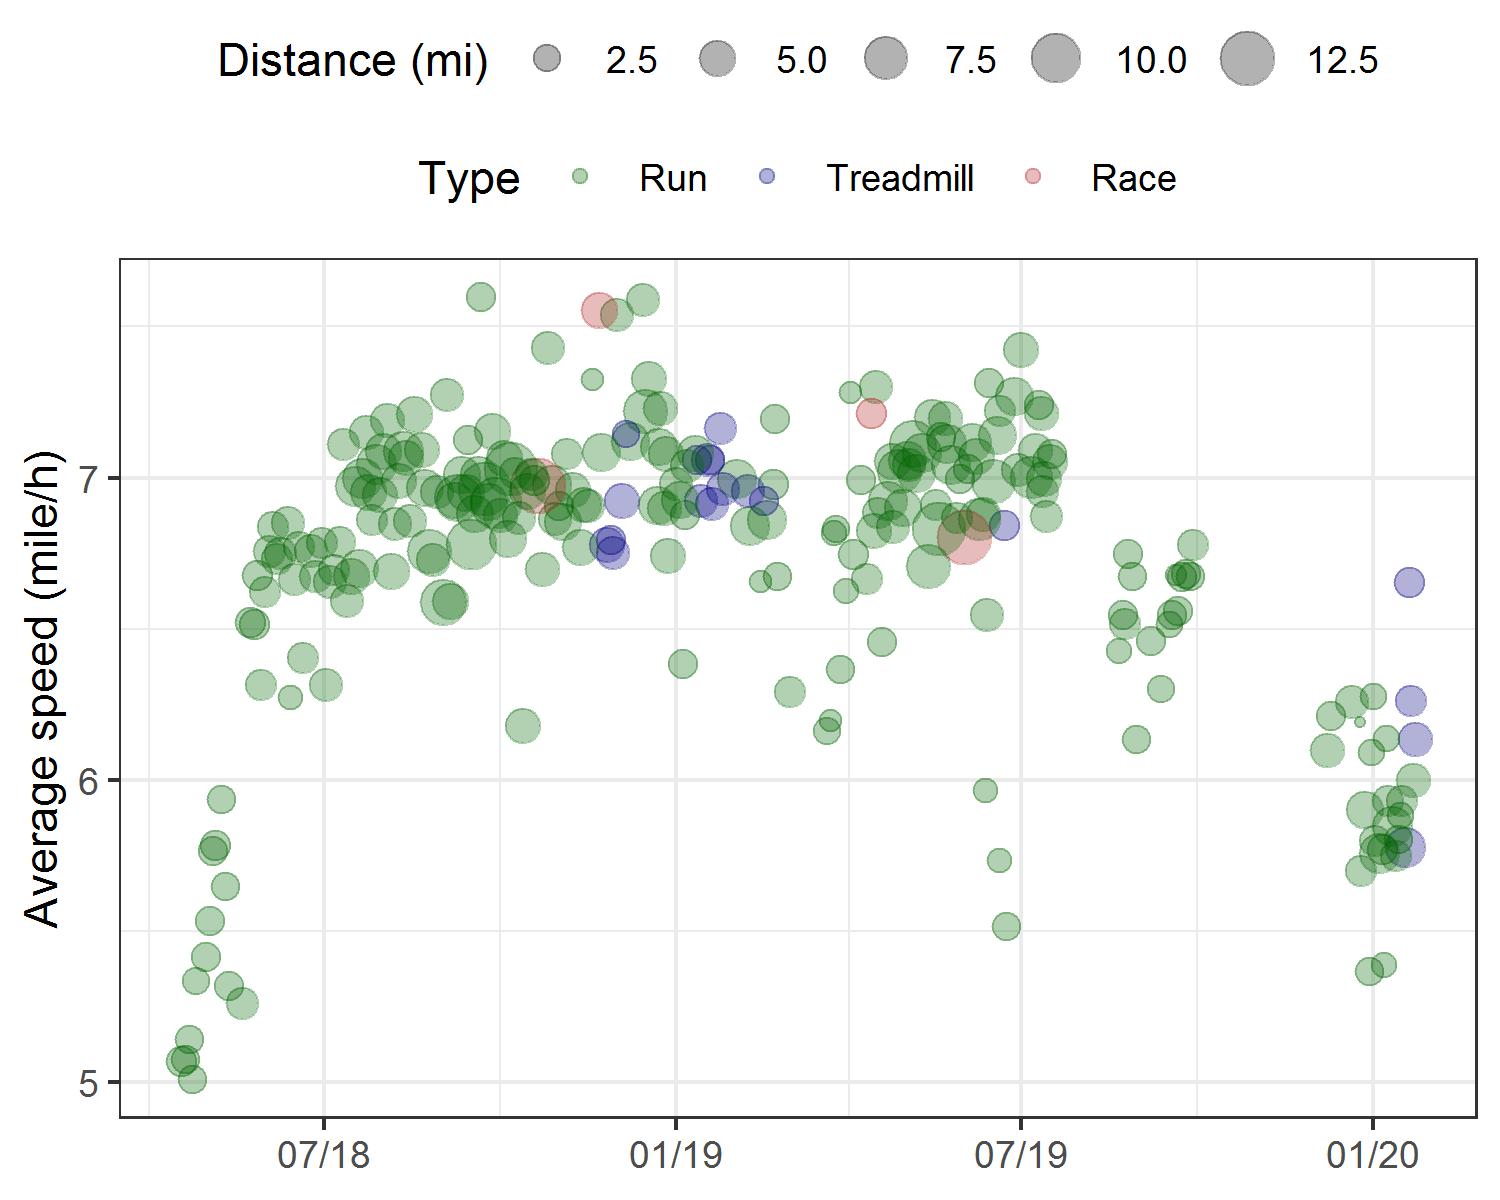 Distance (mi) 2.5 5.0 7.5 10.0 12.5
Type Run Treadmill Race
Average speed (mile/h)
7
6
5
07/18 01/19 07/19 01/20